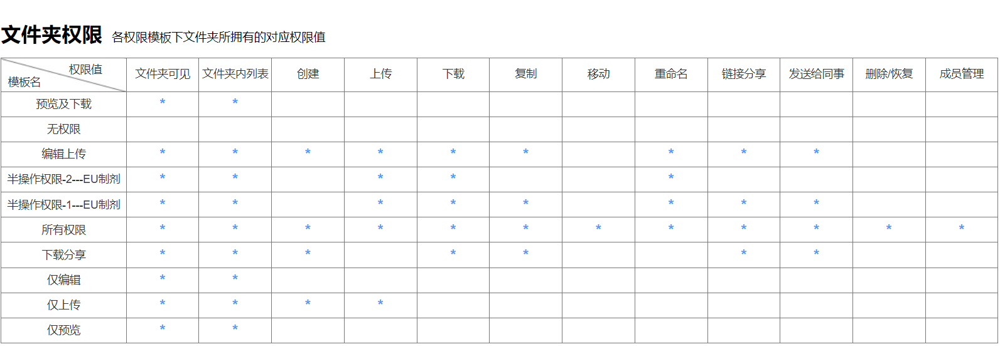 文件夹权限 各权限模板下文件夹所拥有的对应权限值
权限值 模板名 文件夹可见 文件夹内列表 创建 上传 下载 复制 移动 重命名 链接分享 发送给同事 删除/恢复 成员管理
预览及下载 * *
无权限
编辑上传 * * * * * * * * *
半操作权限-2---EU制剂 * * * * *
半操作权限-1---EU制剂 * * * * * * * *
所有权限 * * * * * * * * * * * *
下载分享 * * * * * * *
仅编辑 * *
仅上传 * * * *
仅预览 * *